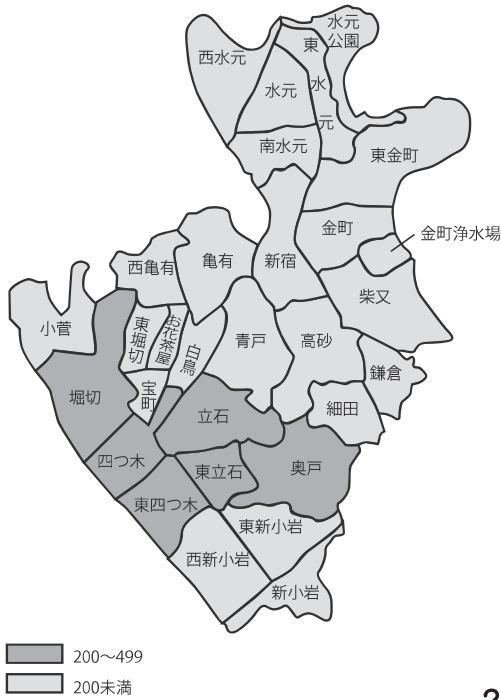 水元
公園
西水元
東
水
元
水元
南水元
東金町
金町
金町浄水場
新宿
亀有
西亀有
柴又
小菅
東堀切
お花茶屋
白鳥
青戸
高砂
鎌倉
宝町
細田
堀切
立石
四つ木
東立石
奥戸
東四つ木
東新小岩
西新小岩
新小岩
200〜499
200未満